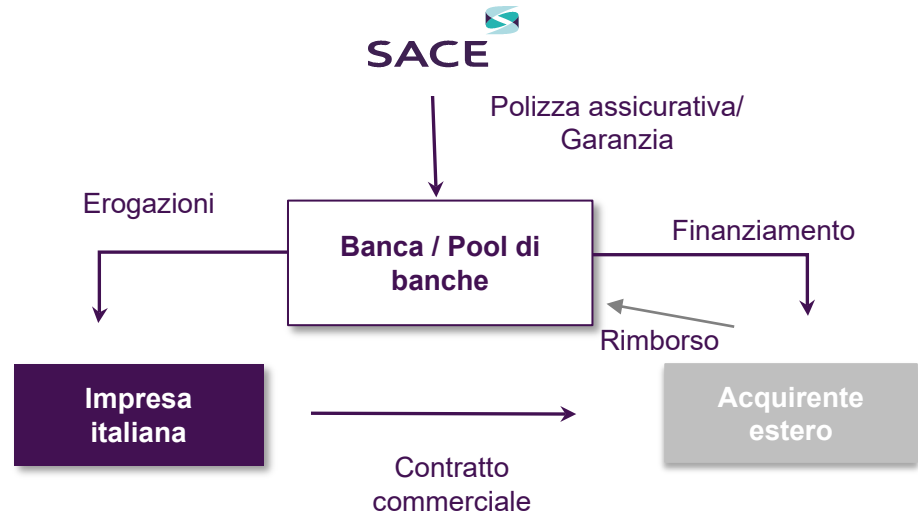 SACE
Polizza assicurativa/
Garanzia
Erogazioni
Banca / Pool di
banche
Finanziamento
Rimborso
Impresa
italiana
Acquirente
estero
Contratto
commerciale